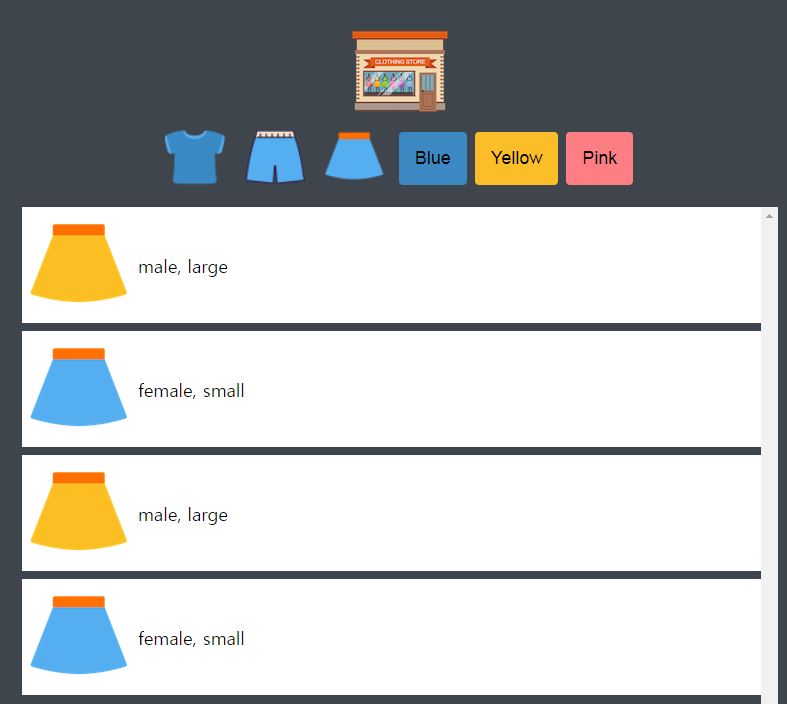 CLOTHING STORE
Blue Yellow Pink
male, large
female, small
male, large
female, small